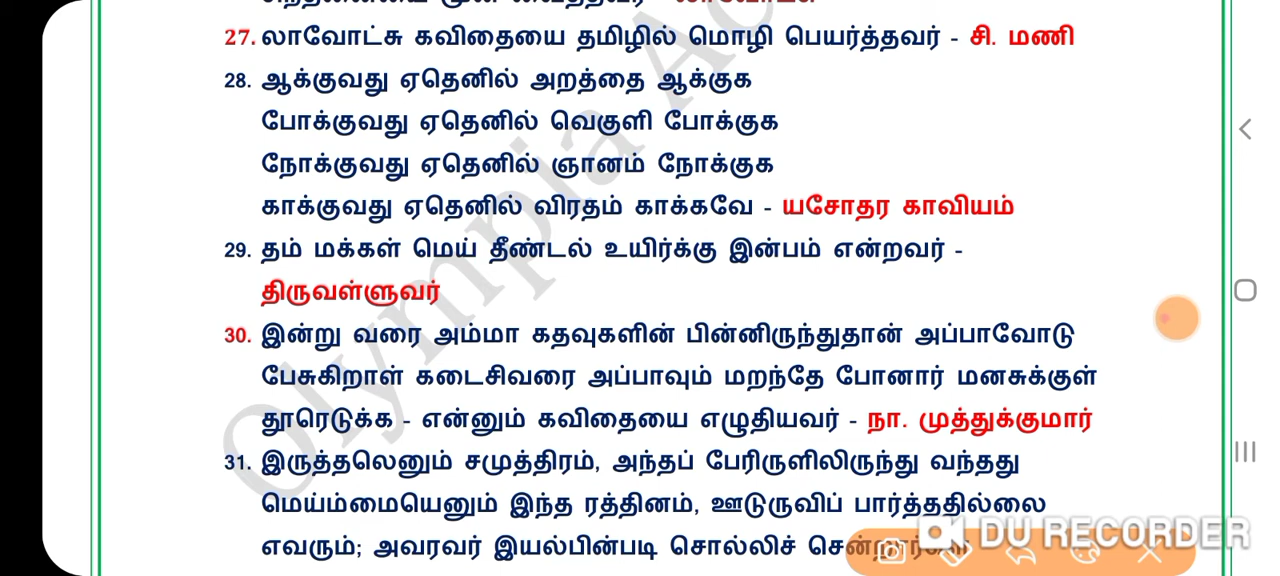 27. லாவோட்சு கவிதையை தமிழில் மொழி பெயர்த்தவர் - சி. மணி
28. ஆக்குவது ஏதெனில் அறத்தை ஆக்குக
போக்குவது ஏதெனில் வெகுளி போக்குக
நோக்குவது ஏதெனில் ஞானம் நோக்குக
காக்குவது ஏதெனில் விரதம் காக்கவே - யசோதர காவியம்
29. தம் மக்கள் மெய் தீண்டல் உயிர்க்கு இன்பம் என்றவர் -
திருவள்ளுவர்
30. இன்று வரை அம்மா கதவுகளின் பின்னிருந்துதான் அப்பாவோடு
பேசுகிறாள் கடைசிவரை அப்பாவும் மறந்தே போனார் மனசுக்குள்
தூரெடுக்க - என்னும் கவிதையை எழுதியவர் - நா. முத்துக்குமார்
31. இருத்தலெனும் சமுத்திரம், அந்தப் பேரிருளிலிருந்து வந்தது
மெய்ம்மையெனும் இந்த ரத்தினம், ஊடுருவிப் பார்த்ததில்லை
எவரும்; அவரவர் இயல்பின்படி சொல்லிச்
DU RECORDER
Olympia